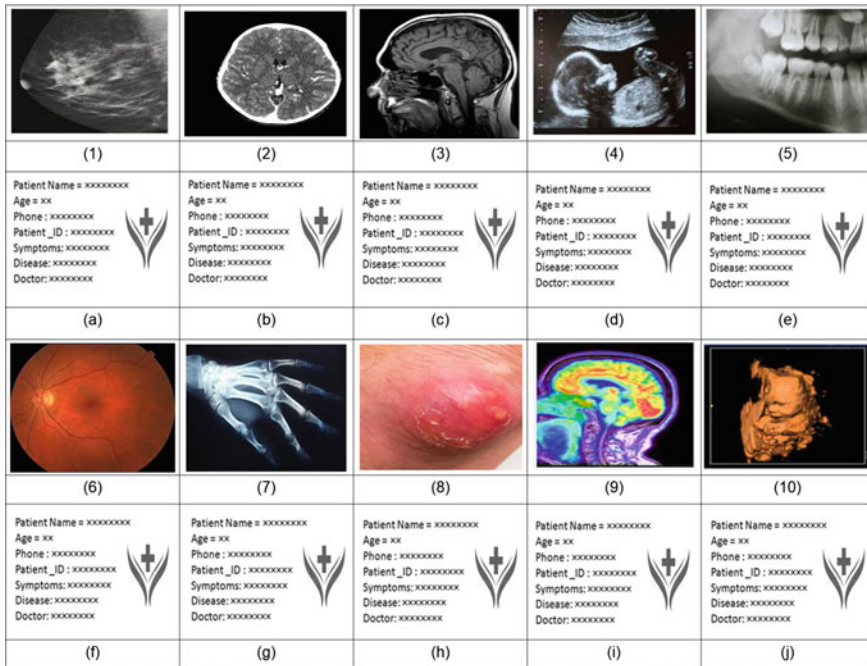 (1)
(2)
(3)
(4)
(5)
Patient Name = xxxxxxxx
Age = xx
Phone : xxxxxxxx
Patient _ID : xxxxxxxx
Symptoms: xxxxxxxx
Disease: xxxxxxxx
Doctor: xxxxxxxx
Patient Name = xxxxxxxx
Age = xx
Phone : xxxxxxxx
Patient _ID : xxxxxxxx
Symptoms: xxxxxxxx
Disease: xxxxxxxx
Doctor: xxxxxxxx
Patient Name = xxxxxxxx
Age = xx
Phone : xxxxxxxx
Patient _ID : xxxxxxxx
Symptoms: xxxxxxxx
Disease: xxxxxxxx
Doctor: xxxxxxxx
Patient Name = xxxxxxxx
Age = xx
Phone : xxxxxxxx
Patient _ID : xxxxxxxx
Symptoms: xxxxxxxx
Disease: xxxxxxxx
Doctor: xxxxxxxx
Patient Name = xxxxxxxx
Age = xx
Phone : xxxxxxxx
Patient _ID : xxxxxxxx
Symptoms: xxxxxxxx
Disease: xxxxxxxx
Doctor: xxxxxxxx
(a)
(b)
(c)
(d)
(e)
(6)
(7)
(8)
(9)
(10)
Patient Name = xxxxxxxx
Age = xx
Phone : xxxxxxxx
Patient _ID : xxxxxxxx
Symptoms: xxxxxxxx
Disease: xxxxxxxx
Doctor: xxxxxxxx
Patient Name = xxxxxxxx
Age = xx
Phone : xxxxxxxx
Patient _ID : xxxxxxxx
Symptoms: xxxxxxxx
Disease: xxxxxxxx
Doctor: xxxxxxxx
Patient Name = xxxxxxxx
Age = xx
Phone : xxxxxxxx
Patient _ID : xxxxxxxx
Symptoms: xxxxxxxx
Disease: xxxxxxxx
Doctor: xxxxxxxx
Patient Name = xxxxxxxx
Age = xx
Phone : xxxxxxxx
Patient _ID : xxxxxxxx
Symptoms: xxxxxxxx
Disease: xxxxxxxx
Doctor: xxxxxxxx
Patient Name = xxxxxxxx
Age = xx
Phone : xxxxxxxx
Patient _ID : xxxxxxxx
Symptoms: xxxxxxxx
Disease: xxxxxxxx
Doctor: xxxxxxxx
(f)
(g)
(h)
(i)
(j)